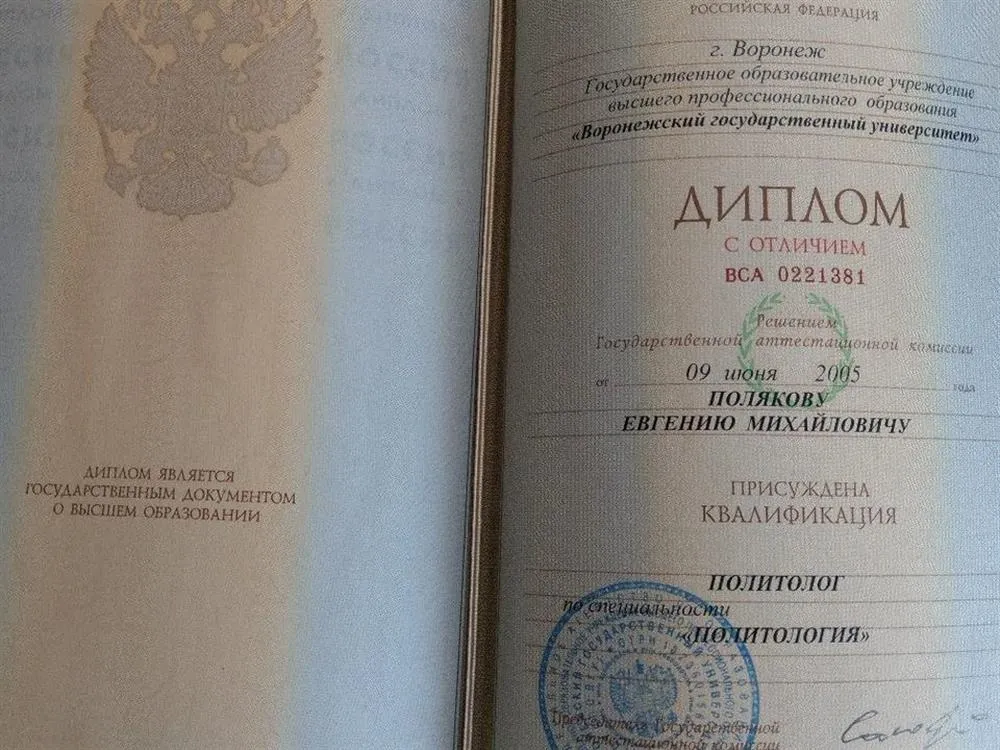 ДИПЛОМ ЯВЛЯЕТСЯ
ГОСУДАРСТВЕННЫМ ДОКУМЕНТОМ
О ВЫСШЕМ ОБРАЗОВАНИИ
РОССИЙСКАЯ ФЕДЕРАЦИЯ
г. Воронеж
Государственное образовательное учреждение
высшего профессионального образования
«Воронежский государственный университет»
ДИПЛОМ
С ОТЛИЧИЕМ
ВСА 0221381
Решением
Государственной аттестационной комиссии
от 09 июня 2005 года
ПОЛЯКОВУ
ЕВГЕНИЮ МИХАЙЛОВИЧУ
ПРИСУЖДЕНА
КВАЛИФИКАЦИЯ
ПОЛИТОЛОГ
по специальности
«ПОЛИТОЛОГИЯ»
Председатель Государственной
аттестационной комиссии